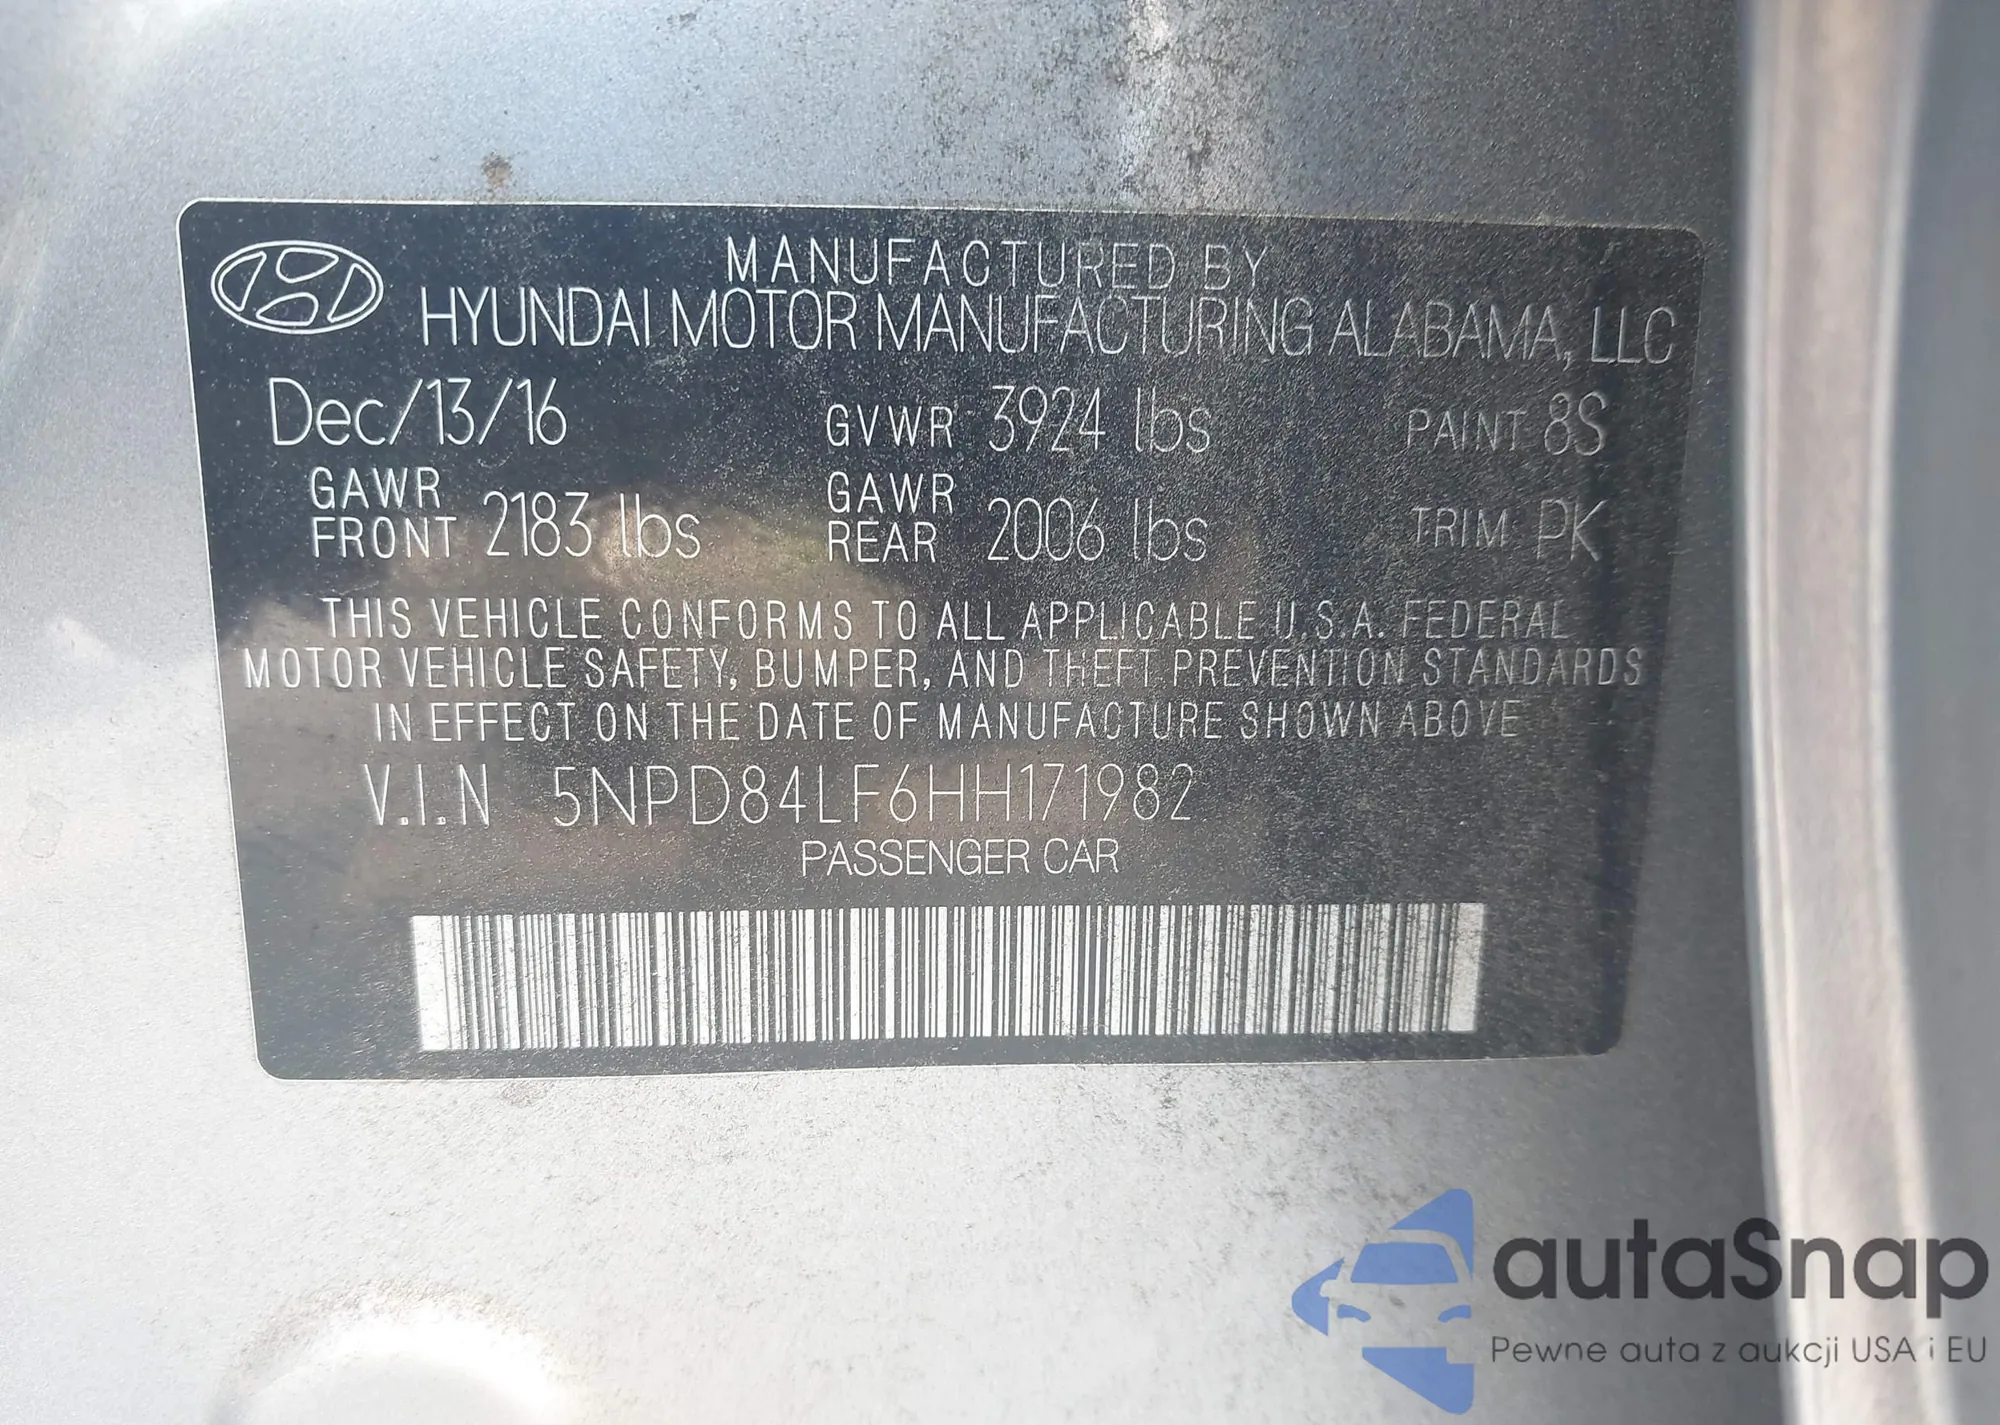 MANUFACTURED BY
HYUNDAI MOTOR MANUFACTURING ALABAMA, LLC
Dec/13/16 GVWR 3924 lbs PAINT 8S
GAWR FRONT 2183 lbs GAWR REAR 2006 lbs TRIM PK
THIS VEHICLE CONFORMS TO ALL APPLICABLE U.S.A. FEDERAL
MOTOR VEHICLE SAFETY, BUMPER, AND THEFT PREVENTION STANDARDS
IN EFFECT ON THE DATE OF MANUFACTURE SHOWN ABOVE
V.I.N 5NPD84LF6HH171982
PASSENGER CAR
autaSnap
Pewne auta z aukcji USA i EU